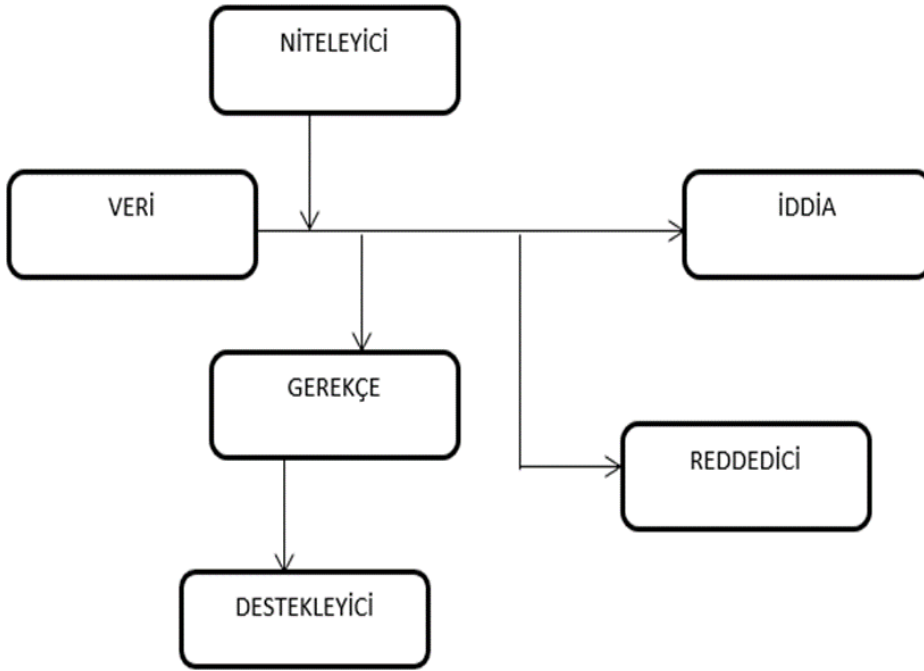 NİTELEYİCİ
VERİ
İDDİA
GEREKÇE
REDDEDİCİ
DESTEKLEYİCİ